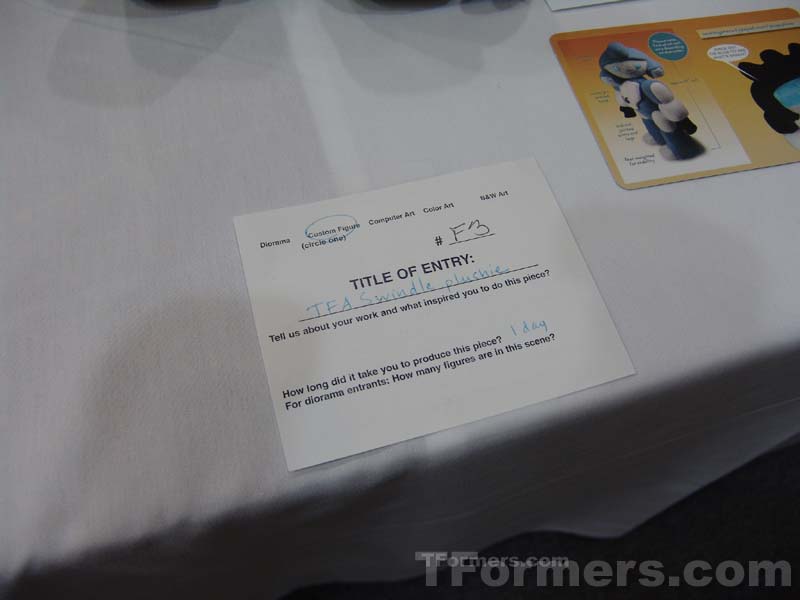 Diorama Custom Figure Computer Art Color Art B&W Art
(circle one)
# F3
TITLE OF ENTRY:
TFA Swindle plushie
Tell us about your work and what inspired you to do this piece?
How long did it take you to produce this piece? 1 day
For diorama entrants: How many figures are in this scene?
TFormers.com
TFormers.com